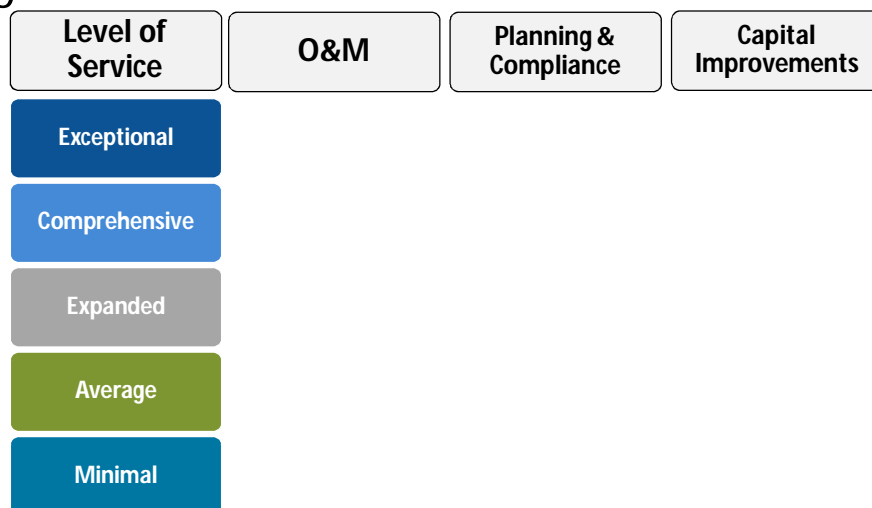 Level of
Service
O&M
Planning &
Compliance
Capital
Improvements
Exceptional
Comprehensive
Expanded
Average
Minimal